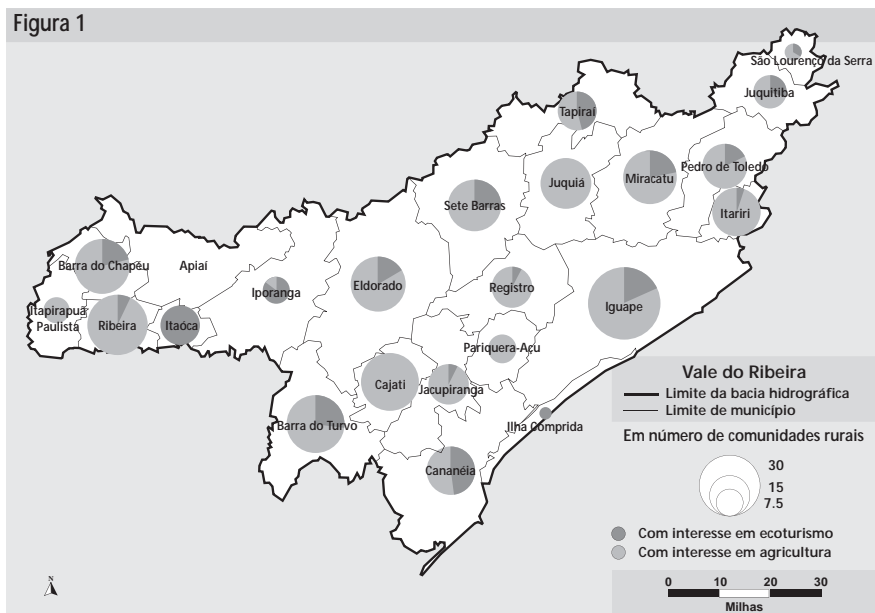 Figura 1
São Lourenço da Serra
Juquitiba
Tapiraí
Pedro de Toledo
Juquiá
Miracatu
Sete Barras
Itariri
Barra do Chapéu
Apiaí
Iporanga
Eldorado
Registro
Iguape
Itapirapuã
Paulista
Ribeira
Itaóca
Pariquera-Açu
Cajati
Jacupiranga
Barra do Turvo
Ilha Comprida
Cananéia
Vale do Ribeira
Limite da bacia hidrográfica
Limite de município
Em número de comunidades rurais
30
15
7.5
Com interesse em ecoturismo
Com interesse em agricultura
N
0 10 20 30
Milhas